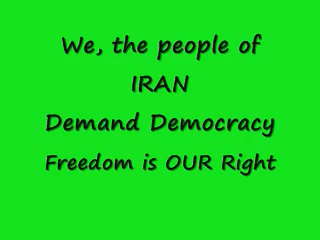 We, the people of
IRAN
Demand Democracy
Freedom is OUR Right